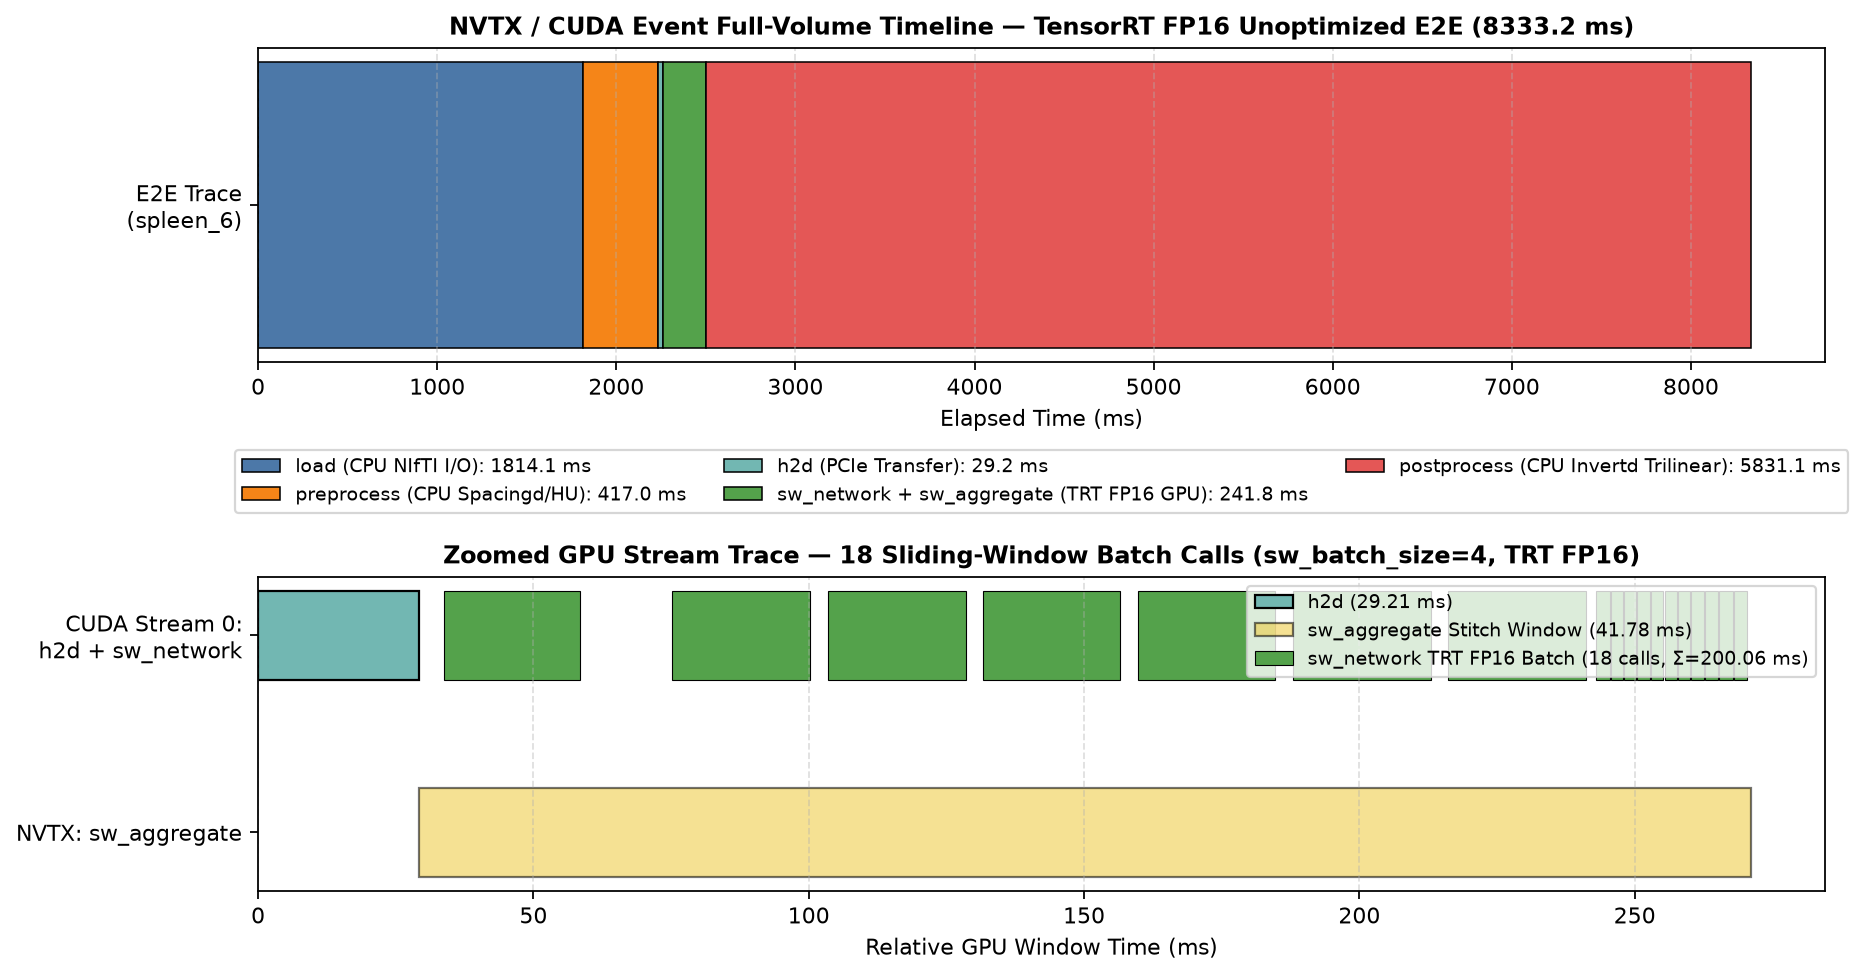 NVTX / CUDA Event Full-Volume Timeline — TensorRT FP16 Unoptimized E2E (8333.2 ms)
E2E Trace
(spleen_6)
0 1000 2000 3000 4000 5000 6000 7000 8000
Elapsed Time (ms)
load (CPU NIfTI I/O): 1814.1 ms
preprocess (CPU Spacingd/HU): 417.0 ms
h2d (PCIe Transfer): 29.2 ms
sw_network + sw_aggregate (TRT FP16 GPU): 241.8 ms
postprocess (CPU Invertd Trilinear): 5831.1 ms
Zoomed GPU Stream Trace — 18 Sliding-Window Batch Calls (sw_batch_size=4, TRT FP16)
CUDA Stream 0:
h2d + sw_network
h2d (29.21 ms)
sw_aggregate Stitch Window (41.78 ms)
sw_network TRT FP16 Batch (18 calls, Σ=200.06 ms)
NVTX: sw_aggregate
0 50 100 150 200 250
Relative GPU Window Time (ms)